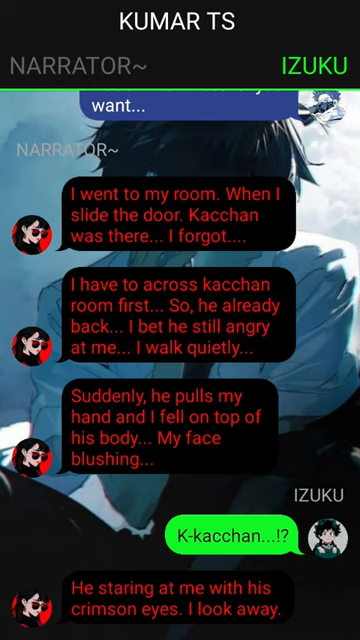 KUMAR TS
NARRATOR~ IZUKU
want...
NARRATOR~
I went to my room. When I
slide the door. Kacchan
was there... I forgot....
I have to across kacchan
room first... So, he already
back... I bet he still angry
at me... I walk quietly...
Suddenly, he pulls my
hand and I fell on top of
his body... My face
blushing...
IZUKU
K-kacchan...!?
He staring at me with his
crimson eyes. I look away.